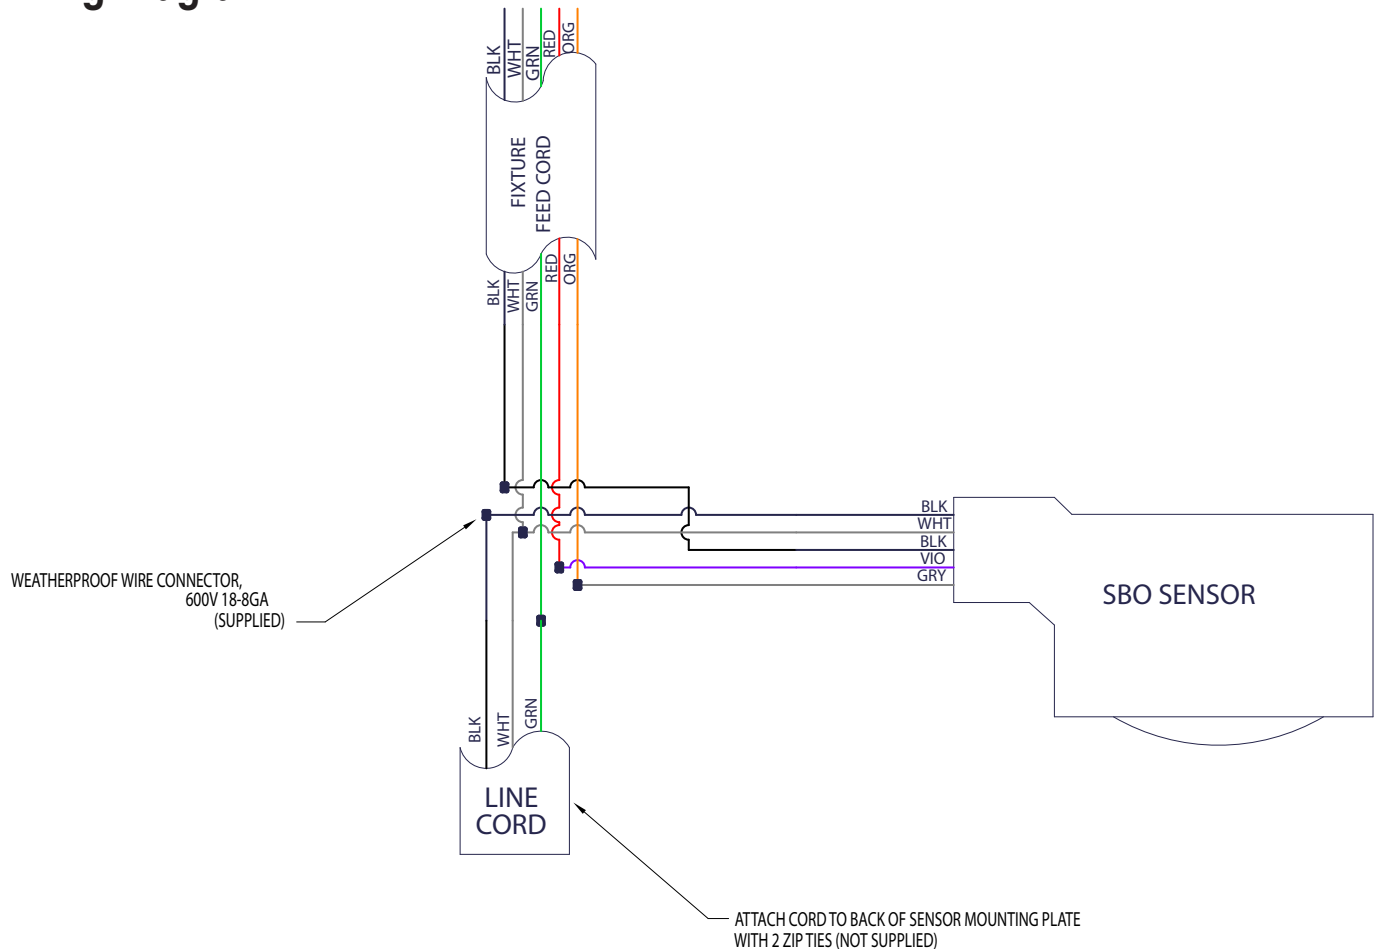 BLK
WHT
GRN
RED
ORG
FIXTURE
FEED CORD
BLK
WHT
GRN
RED
ORG
BLK
WHT
BLK
VIO
GRY
SBO SENSOR
WEATHERPROOF WIRE CONNECTOR,
600V 18-8GA
(SUPPLIED)
BLK
WHT
GRN
LINE
CORD
ATTACH CORD TO BACK OF SENSOR MOUNTING PLATE
WITH 2 ZIP TIES (NOT SUPPLIED)